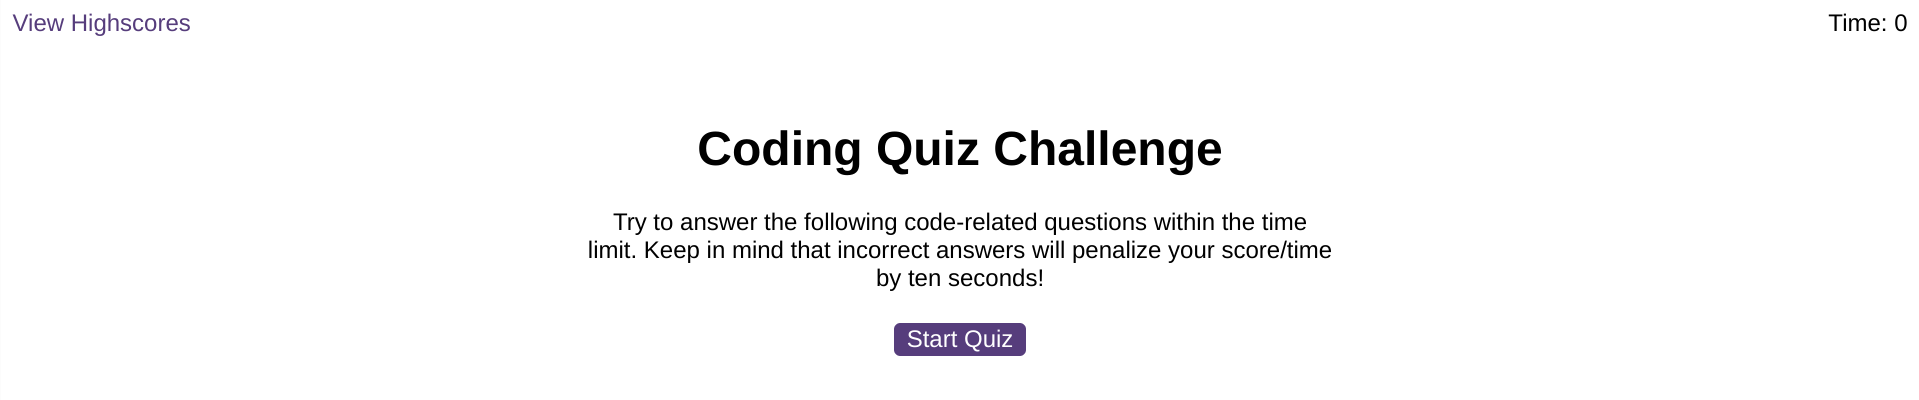 View Highscores
Time: 0
Coding Quiz Challenge
Try to answer the following code-related questions within the time
limit. Keep in mind that incorrect answers will penalize your score/time
by ten seconds!
Start Quiz